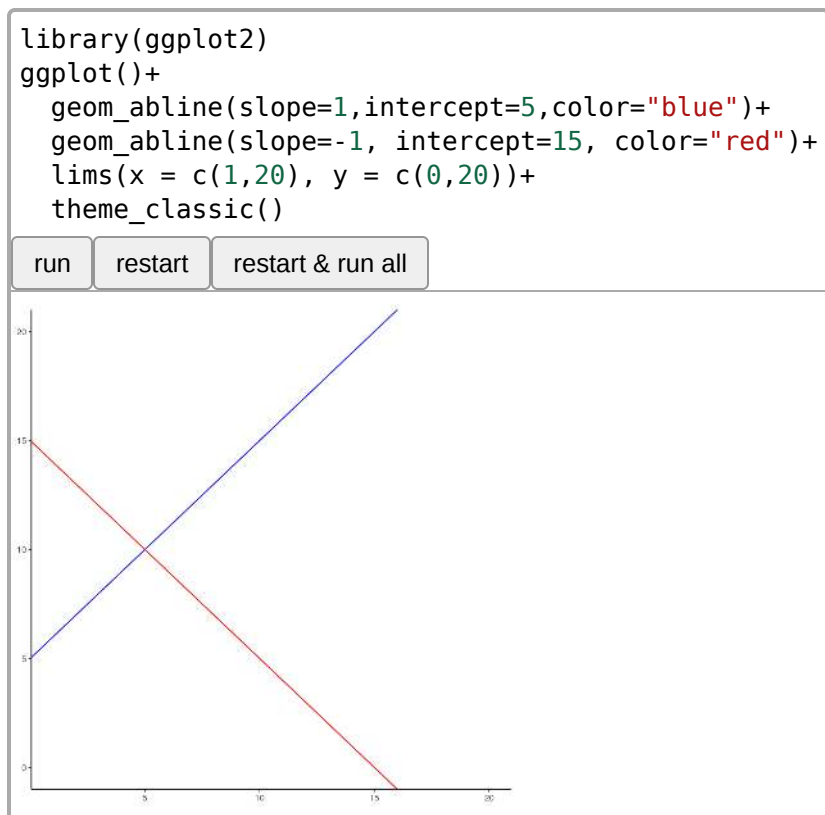 library(ggplot2)
ggplot()+
  geom_abline(slope=1,intercept=5,color="blue")+
  geom_abline(slope=-1, intercept=15, color="red")+
  lims(x = c(1,20), y = c(0,20))+
  theme_classic()
run restart restart & run all
20
15
10
5
0
5 10 15 20